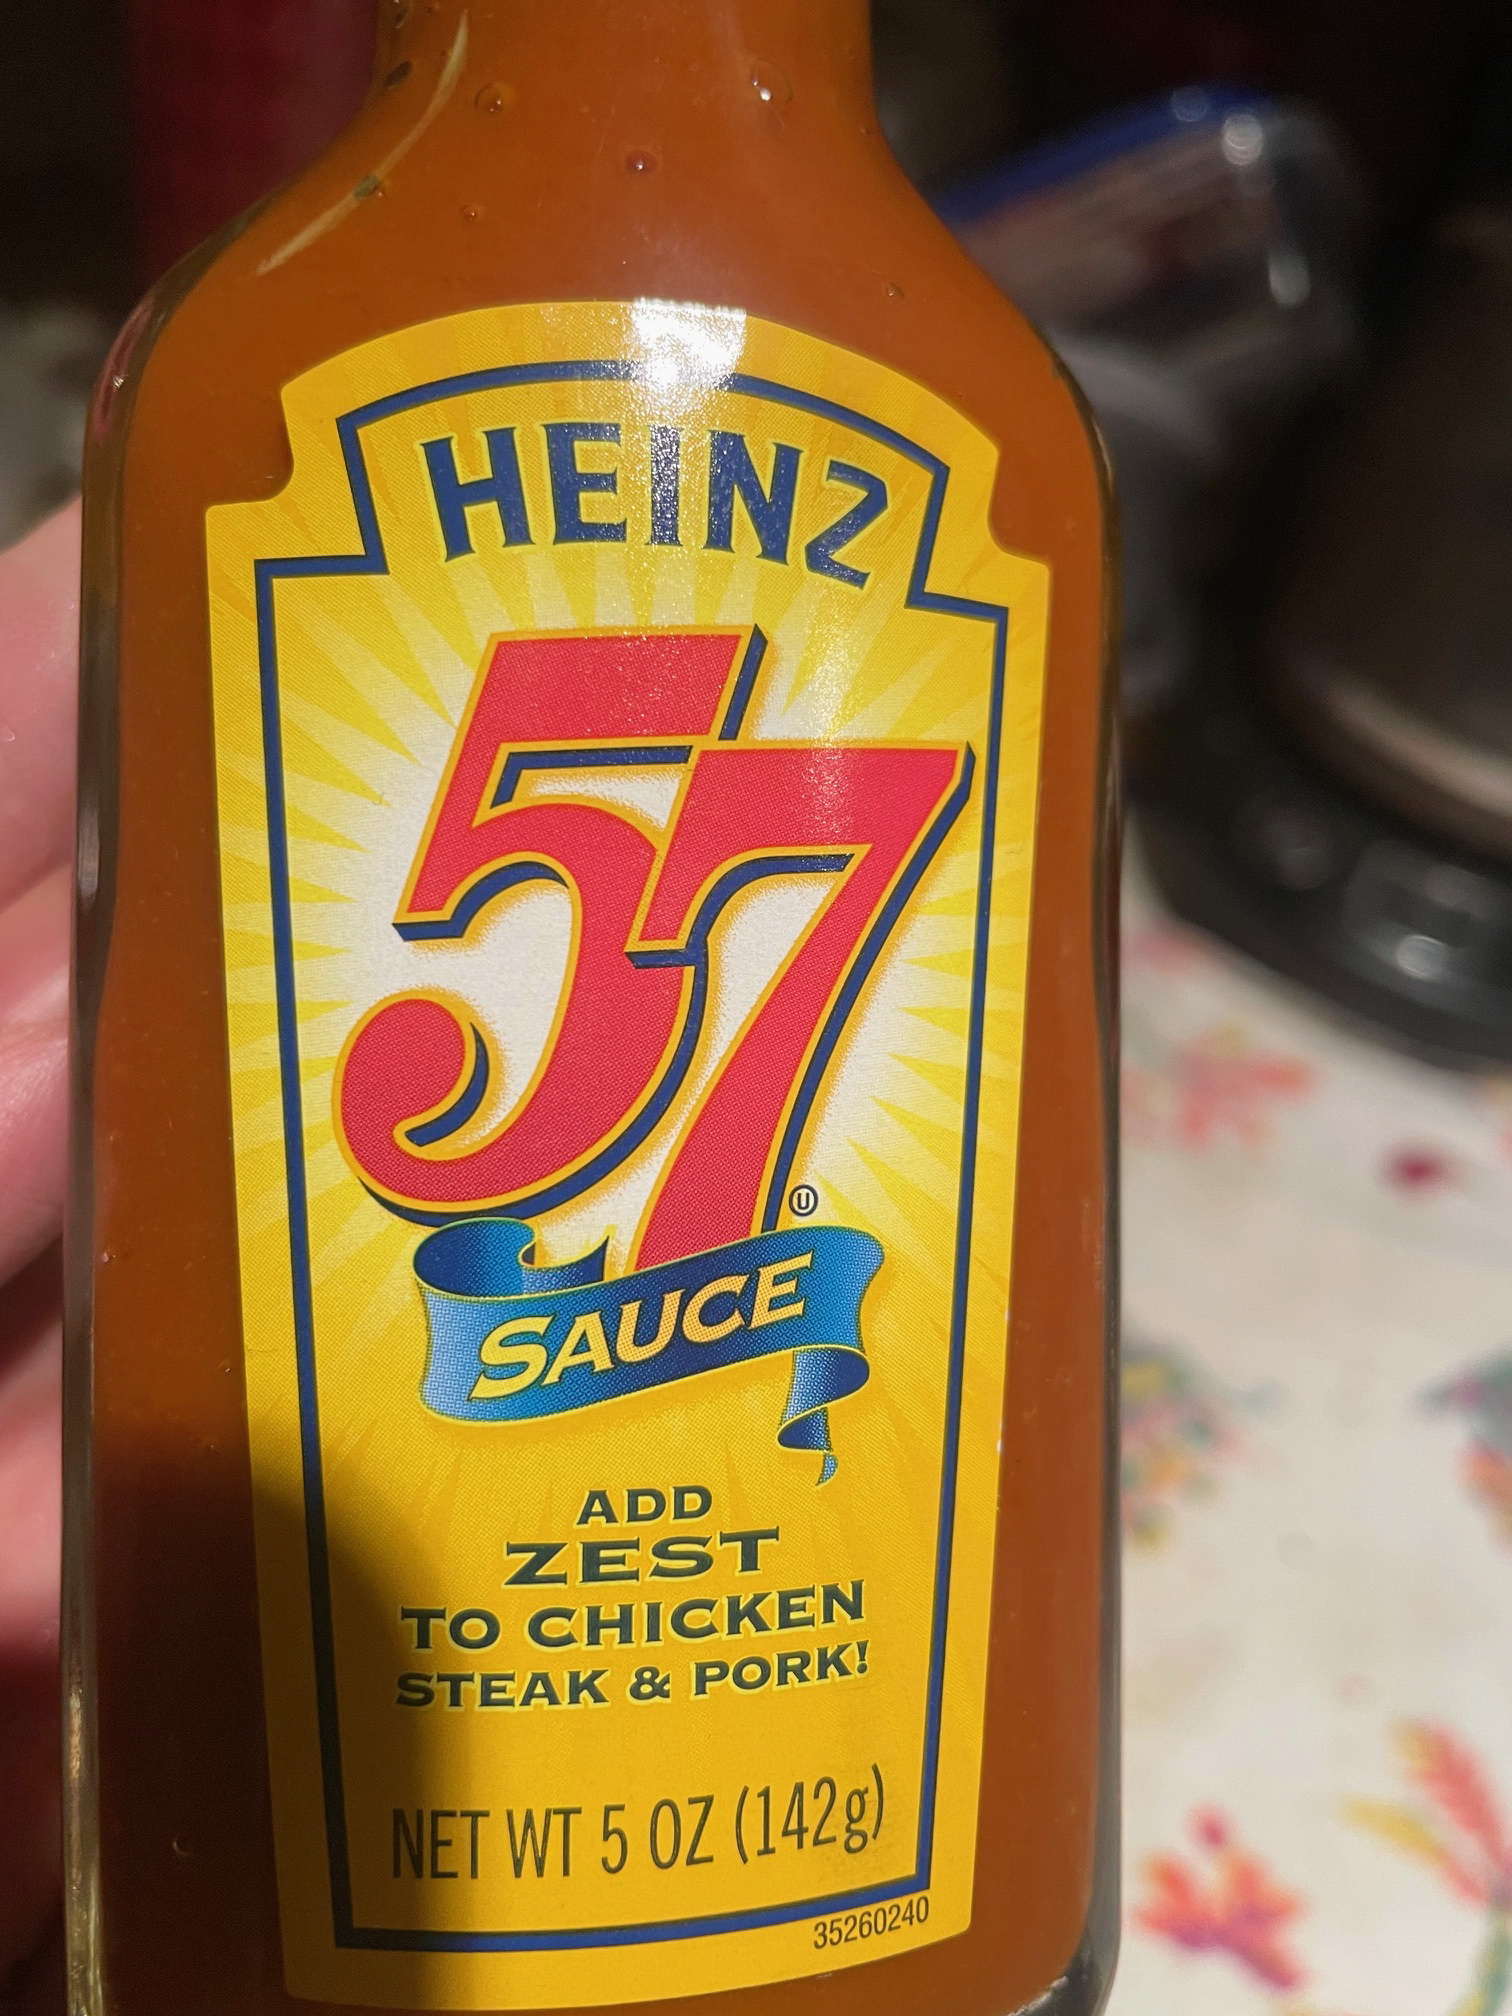 HEINZ
57
Ⓤ
SAUCE
ADD
ZEST
TO CHICKEN
STEAK & PORK!
NET WT 5 OZ (142g)
35260240